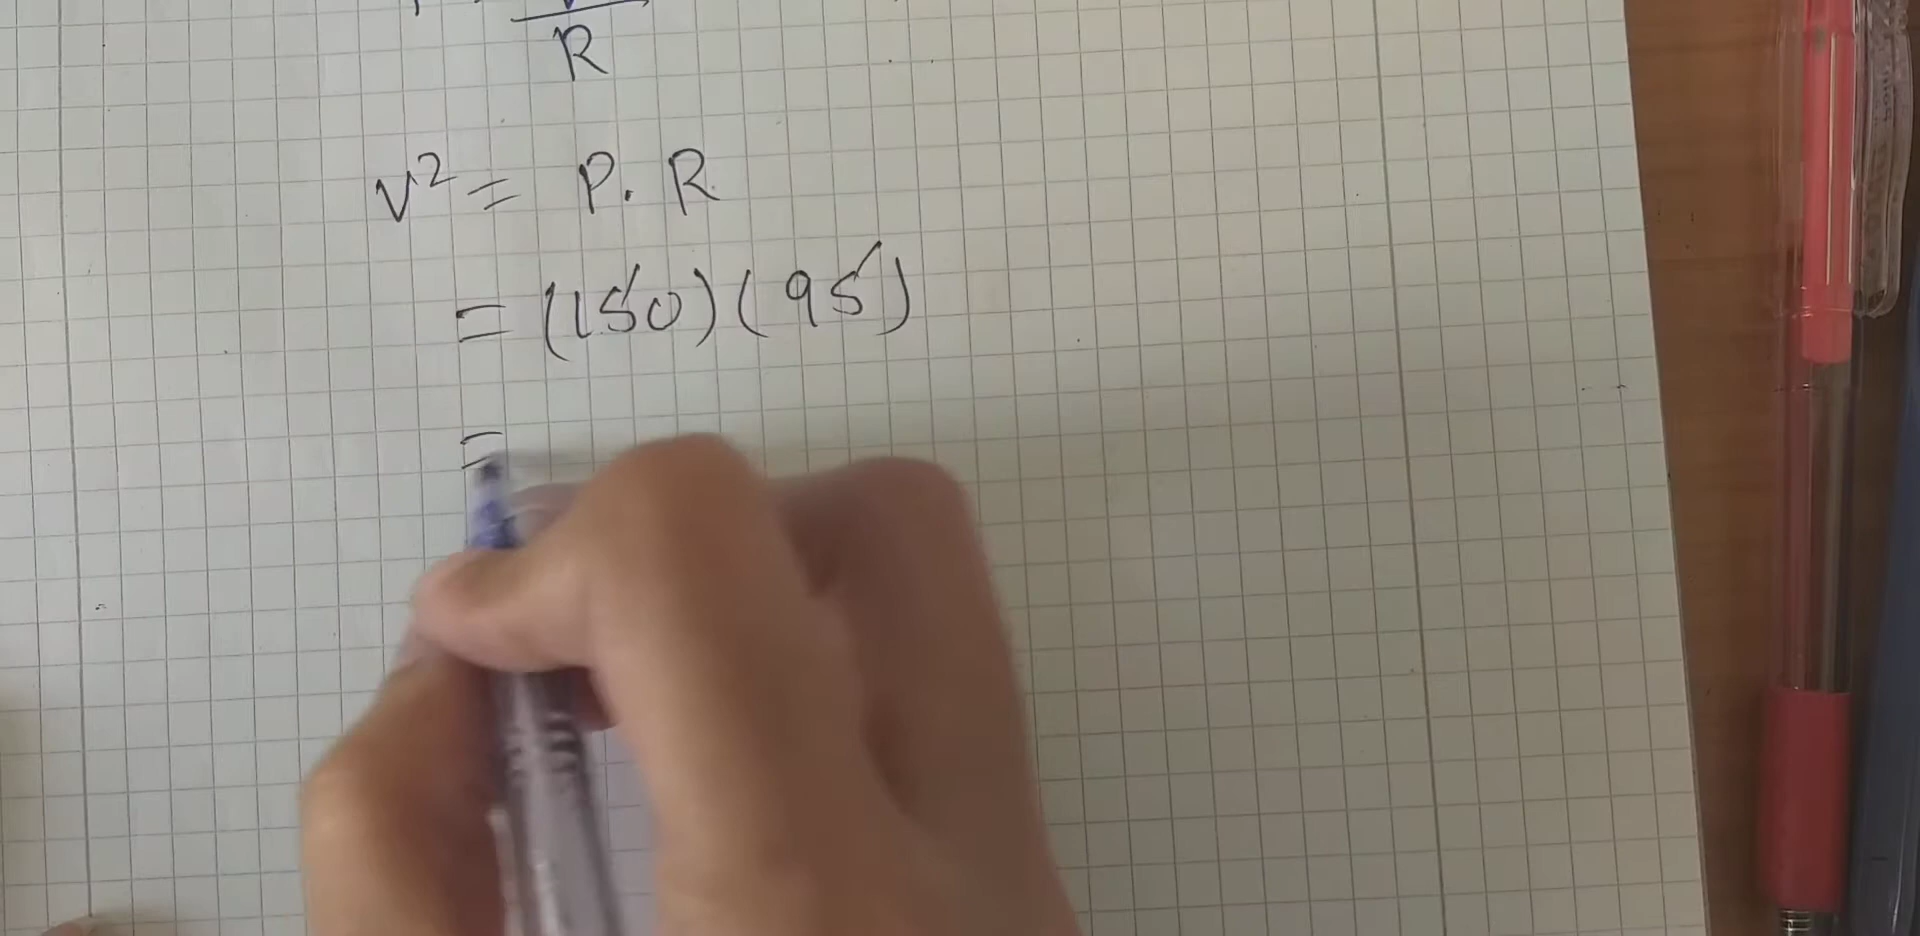 R
V² = P. R
= (150) (95)
=